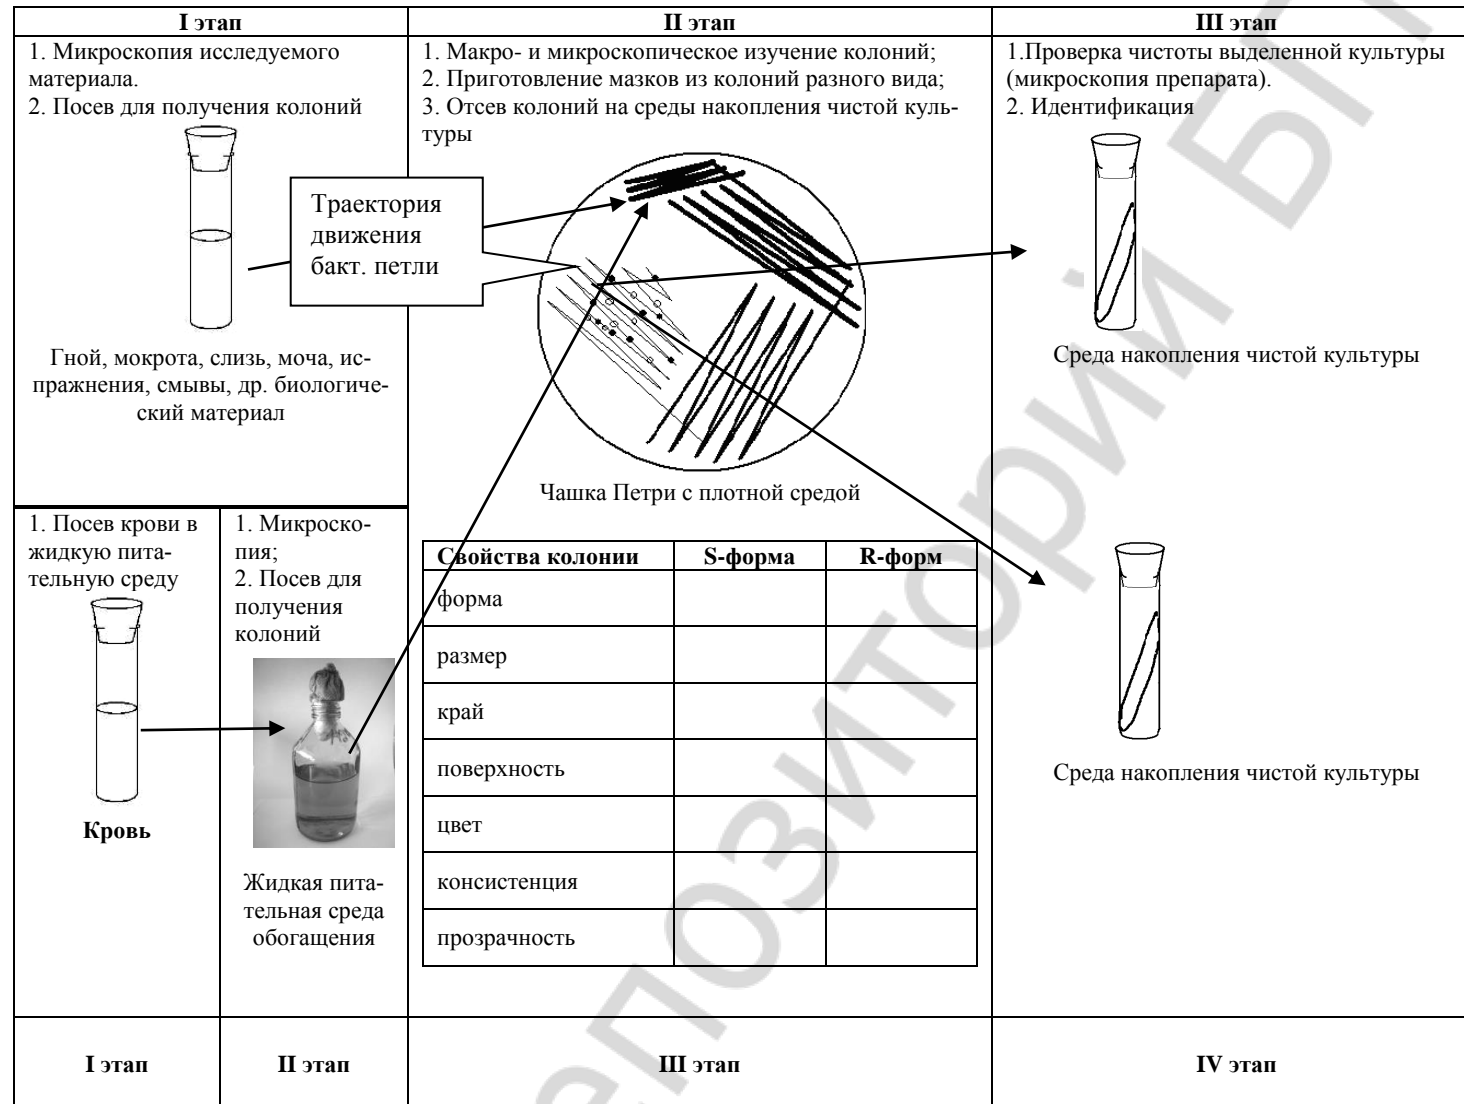 I этап
1. Микроскопия исследуемого
материала.
2. Посев для получения колоний
Гной, мокрота, слизь, моча, ис-
пражнения, смывы, др. биологиче-
ский материал
Траектория
движения
бакт. петли
II этап
1. Макро- и микроскопическое изучение колоний;
2. Приготовление мазков из колоний разного вида;
3. Отсев колоний на среды накопления чистой куль-
туры
Чашка Петри с плотной средой
III этап
1.Проверка чистоты выделенной культуры
(микроскопия препарата).
2. Идентификация
Среда накопления чистой культуры
Среда накопления чистой культуры
1. Посев крови в
жидкую пита-
тельную среду
Кровь
1. Микроско-
пия;
2. Посев для
получения
колоний
Жидкая пита-
тельная среда
обогащения
Свойства колонии S-форма R-форм
форма
размер
край
поверхность
цвет
консистенция
прозрачность
I этап II этап III этап IV этап
епозиторий БГ